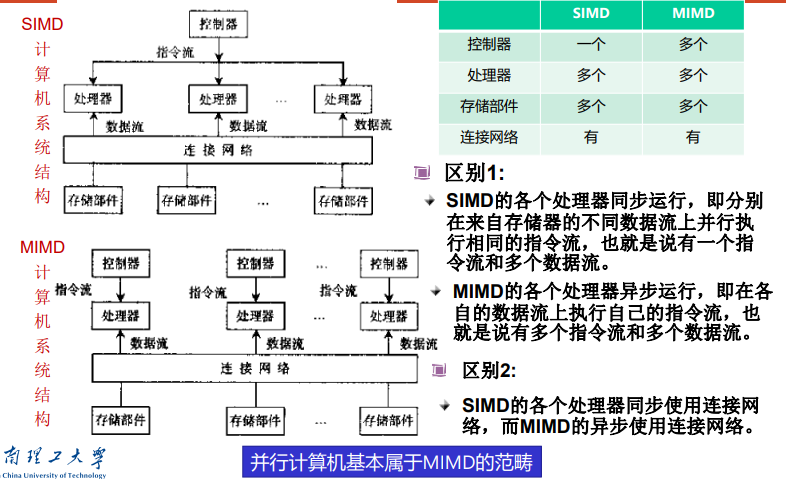 SIMD
计
算
机
系
统
结
构
控制器
指令流
处理器 处理器 … 处理器
数据流 数据流 数据流
连接网络
存储部件 存储部件 … 存储部件
MIMD
计
算
机
系
统
结
构
控制器 控制器 … 控制器
指令流 指令流 指令流
处理器 处理器 … 处理器
数据流 数据流 数据流
连接网络
存储部件 存储部件 … 存储部件
SIMD MIMD
控制器 一个 多个
处理器 多个 多个
存储部件 多个 多个
连接网络 有 有
区别1:
SIMD的各个处理器同步运行，即分别
在来自存储器的不同数据流上并行执
行相同的指令流，也就是说有一个指
令流和多个数据流。
MIMD的各个处理器异步运行，即在各
自的数据流上执行自己的指令流，也
就是说有多个指令流和多个数据流。
区别2:
SIMD的各个处理器同步使用连接网
络，而MIMD的异步使用连接网络。
并行计算机基本属于MIMD的范畴
南理工大学
China University of Technology